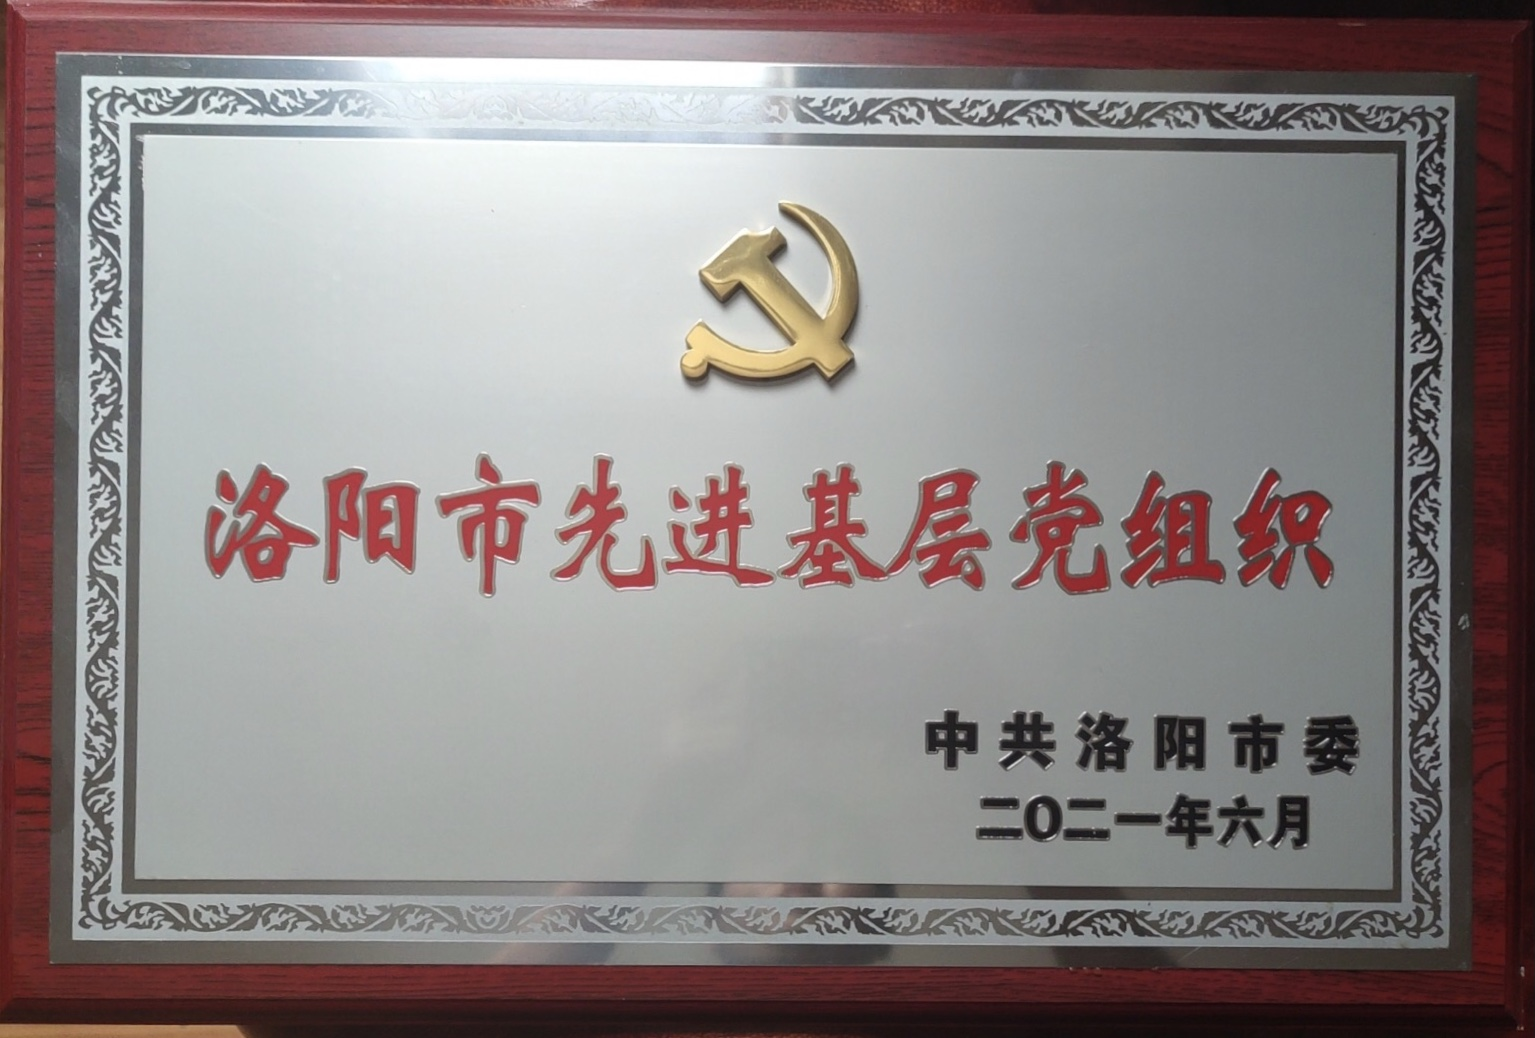 洛阳市先进基层党组织
中共洛阳市委
二〇二一年六月